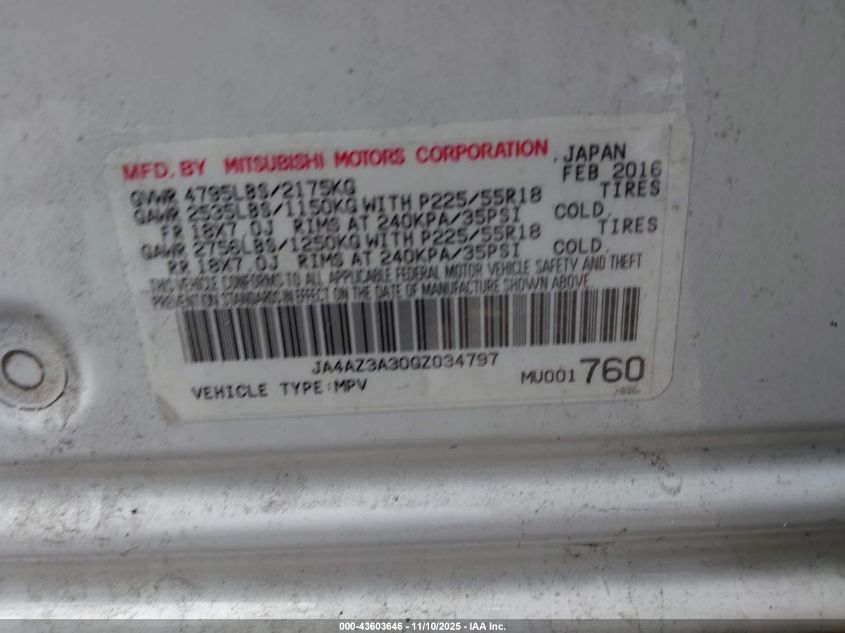 MFD. BY MITSUBISHI MOTORS CORPORATION, JAPAN
FEB 2016
GVWR 4795LBS/2175KG
GAWR 2535LBS/1150KG WITH P225/55R18 TIRES
FR 18X7.0J RIMS AT 240KPA/35PSI COLD.
GAWR 2756LBS/1250KG WITH P225/55R18 TIRES
RR 18X7.0J RIMS AT 240KPA/35PSI COLD.
THIS VEHICLE CONFORMS TO ALL APPLICABLE FEDERAL MOTOR VEHICLE SAFETY AND THEFT
PREVENTION STANDARDS IN EFFECT ON THE DATE OF MANUFACTURE SHOWN ABOVE
JA4AZ3A30GZ034797
VEHICLE TYPE:MPV MU001 760
000-43603646 - 11/10/2025 - IAA Inc.